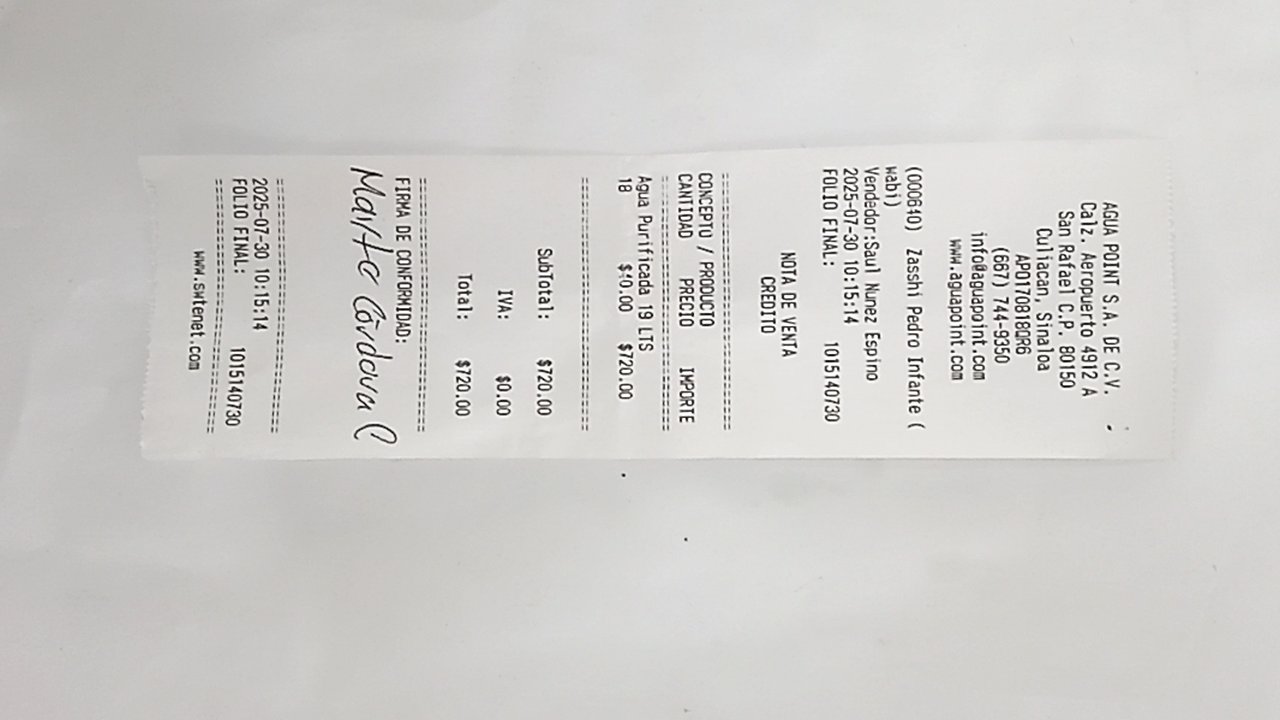 AGUA POINT S.A. DE C.V.
Calz. Aeropuerto 4912 A
San Rafael C.P. 80150
Culiacan, Sinaloa
APO170818QR6
(667) 744-9350
info@aguapoint.com
www.aguapoint.com
(000640) Zasshi Pedro Infante (
wabi)
Vendedor:Saul Nunez Espino
2025-07-30 10:15:14
FOLIO FINAL: 1015140730
NOTA DE VENTA
CREDITO
==============================
CONCEPTO / PRODUCTO
CANTIDAD PRECIO IMPORTE
==============================
Agua Purificada 19 LTS
18 $40.00 $720.00
==============================
SubTotal: $720.00
IVA: $0.00
Total: $720.00
==============================
FIRMA DE CONFORMIDAD:
Marta Córdova C
==============================
2025-07-30 10:15:14
FOLIO FINAL: 1015140730
==============================
www.swtenet.com